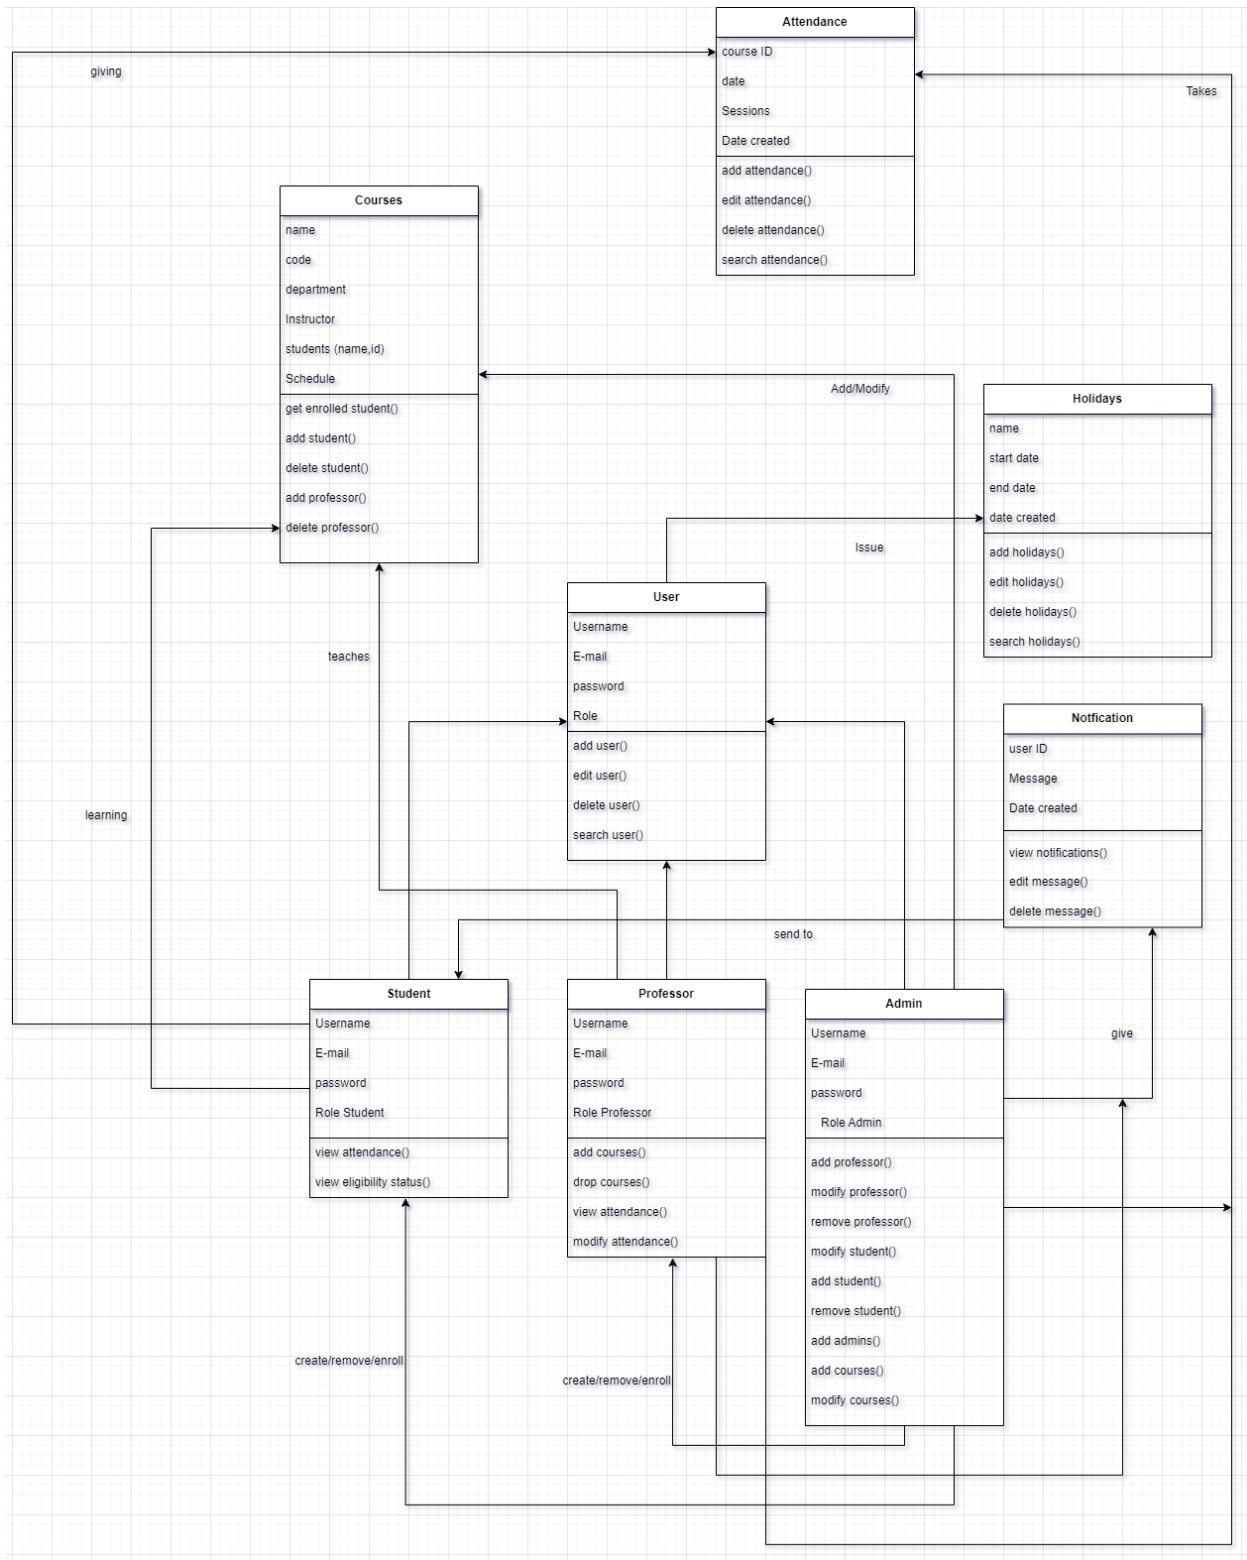 Attendance
course ID
date
Sessions
Date created
add attendance()
edit attendance()
delete attendance()
search attendance()
giving
Takes
Courses
name
code
department
Instructor
students (name,id)
Schedule
get enrolled student()
add student()
delete student()
add professor()
delete professor()
Add/Modify
Holidays
name
start date
end date
date created
add holidays()
edit holidays()
delete holidays()
search holidays()
Issue
User
Username
E-mail
password
Role
add user()
edit user()
delete user()
search user()
teaches
learning
Notfication
user ID
Message
Date created
view notifications()
edit message()
delete message()
send to
give
Student
Username
E-mail
password
Role Student
view attendance()
view eligibility status()
Professor
Username
E-mail
password
Role Professor
add courses()
drop courses()
view attendance()
modify attendance()
Admin
Username
E-mail
password
Role Admin
add professor()
modify professor()
remove professor()
modify student()
add student()
remove student()
add admins()
add courses()
modify courses()
create/remove/enroll
create/remove/enroll